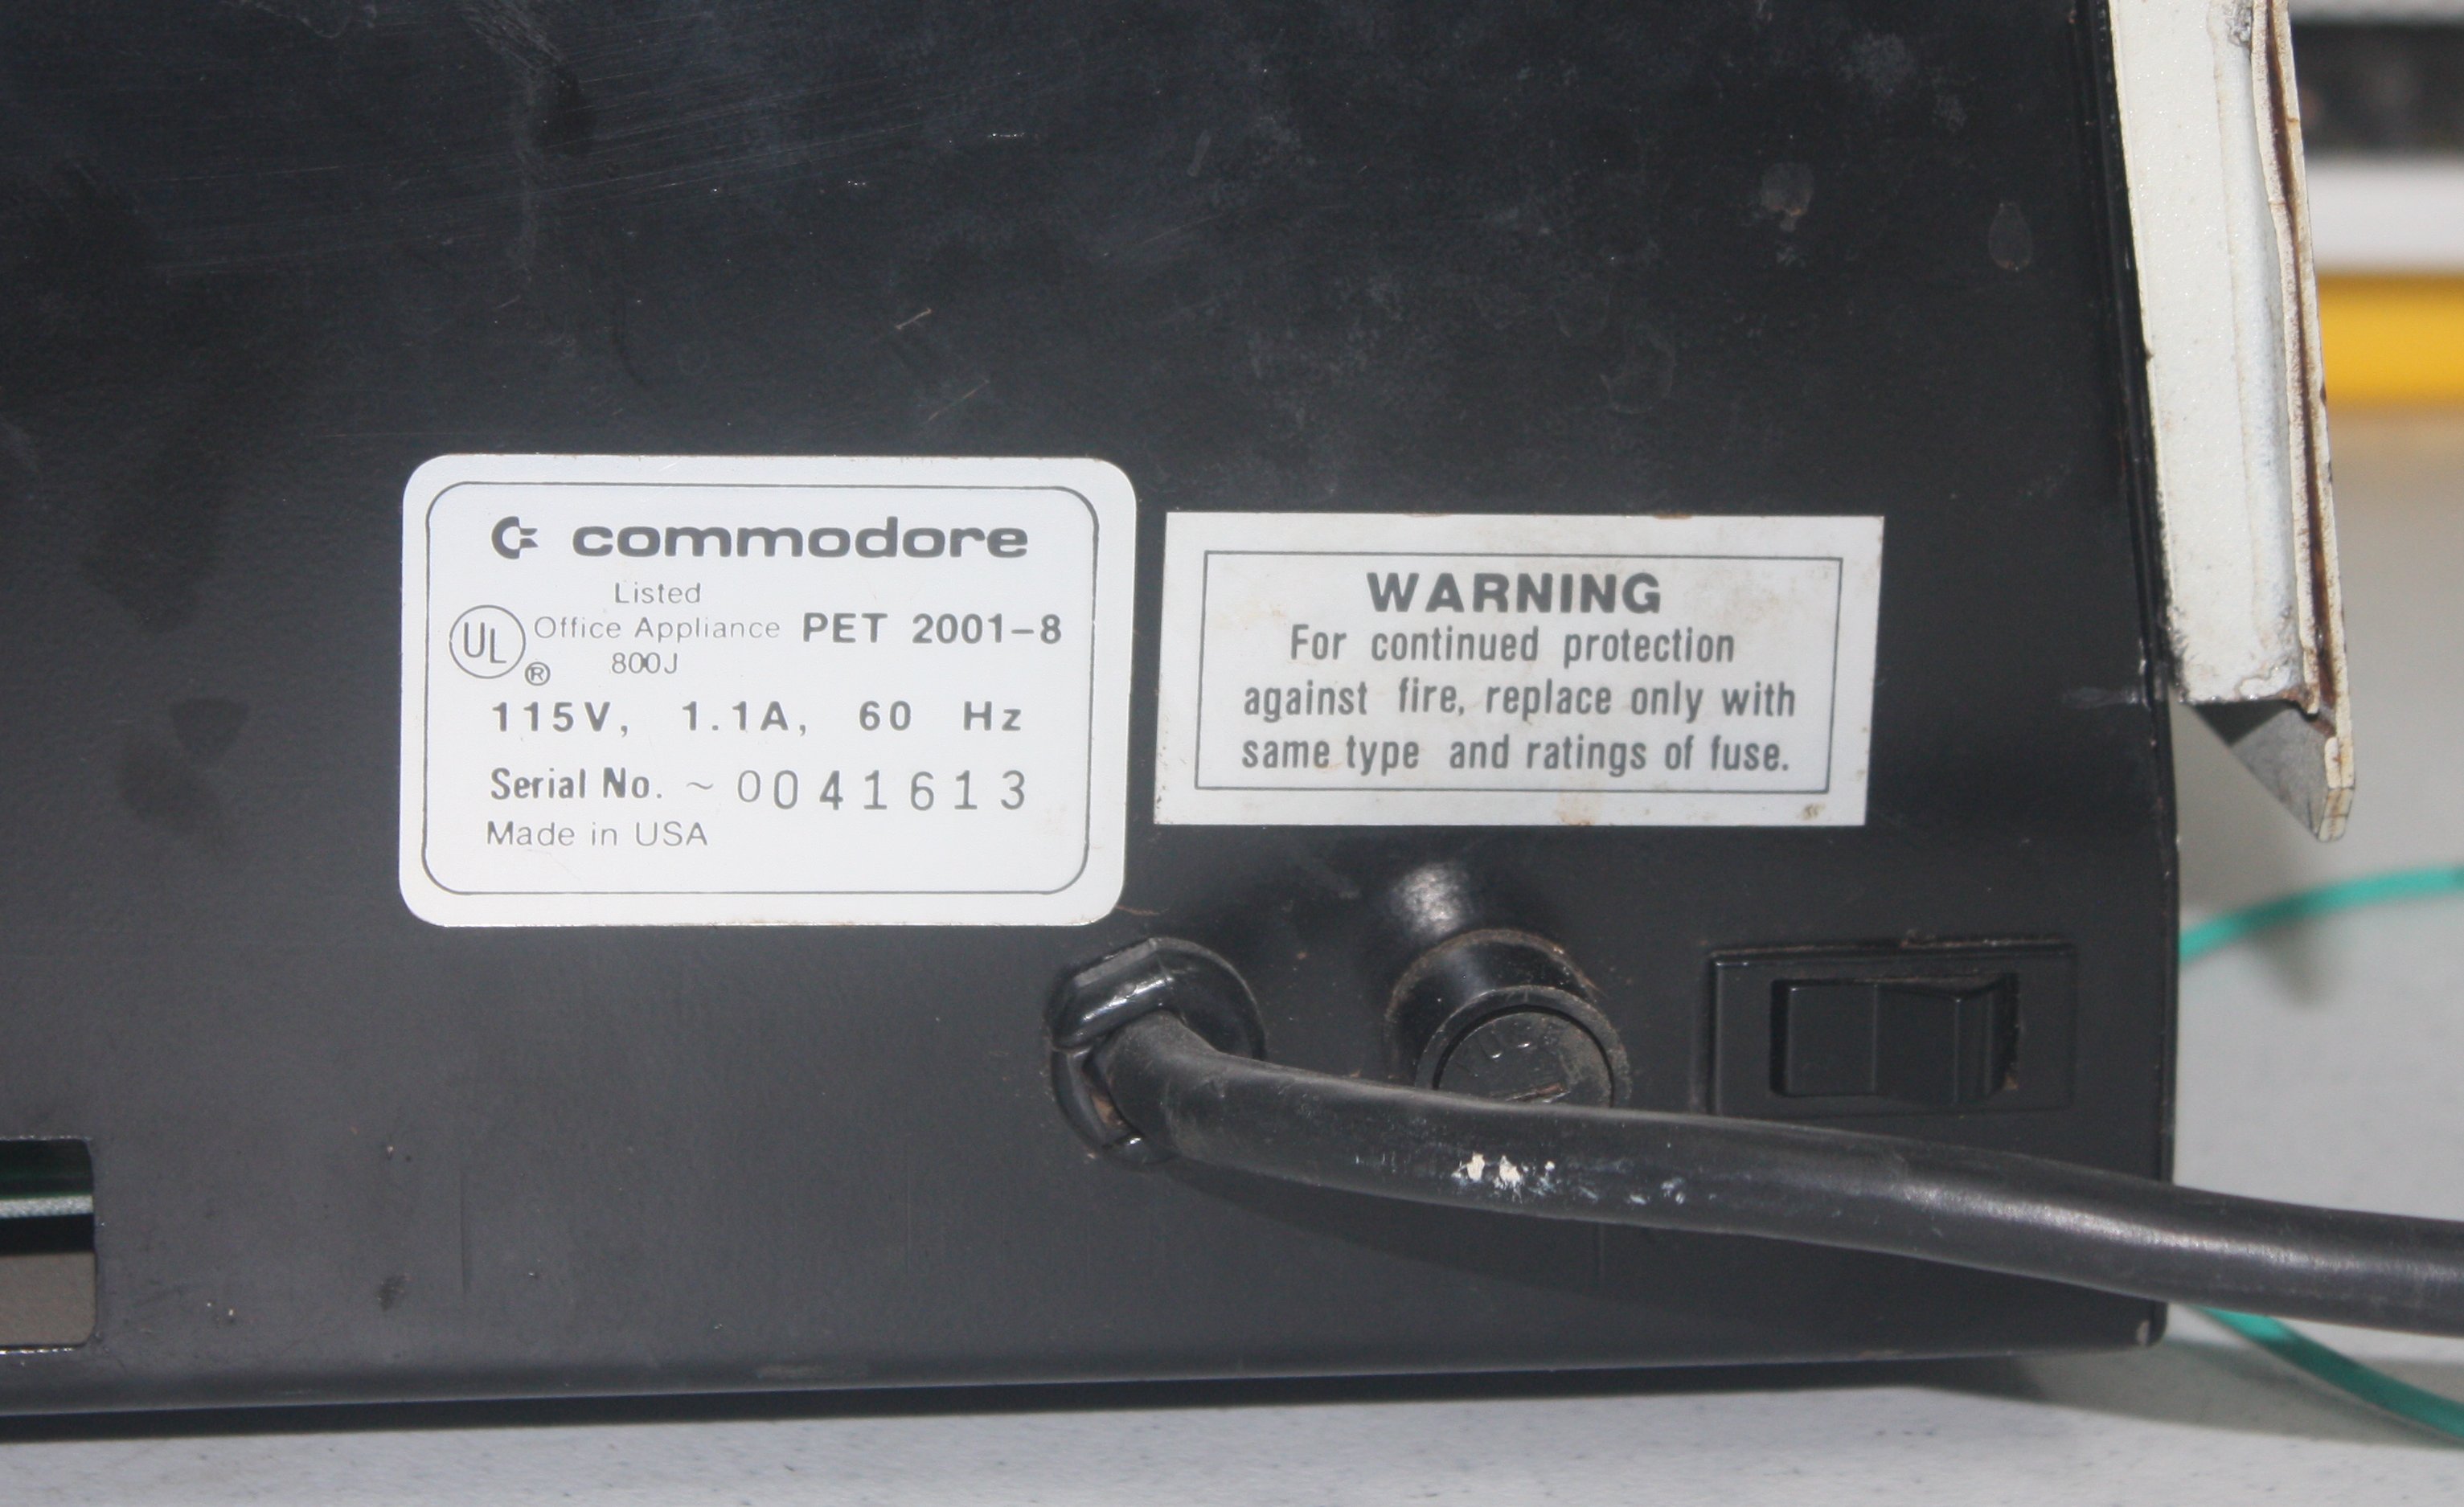 commodore
Listed
UL Office Appliance PET 2001-8
® 800J
115V, 1.1A, 60 Hz
Serial No. ~ 0041613
Made in USA
WARNING
For continued protection
against fire, replace only with
same type and ratings of fuse.